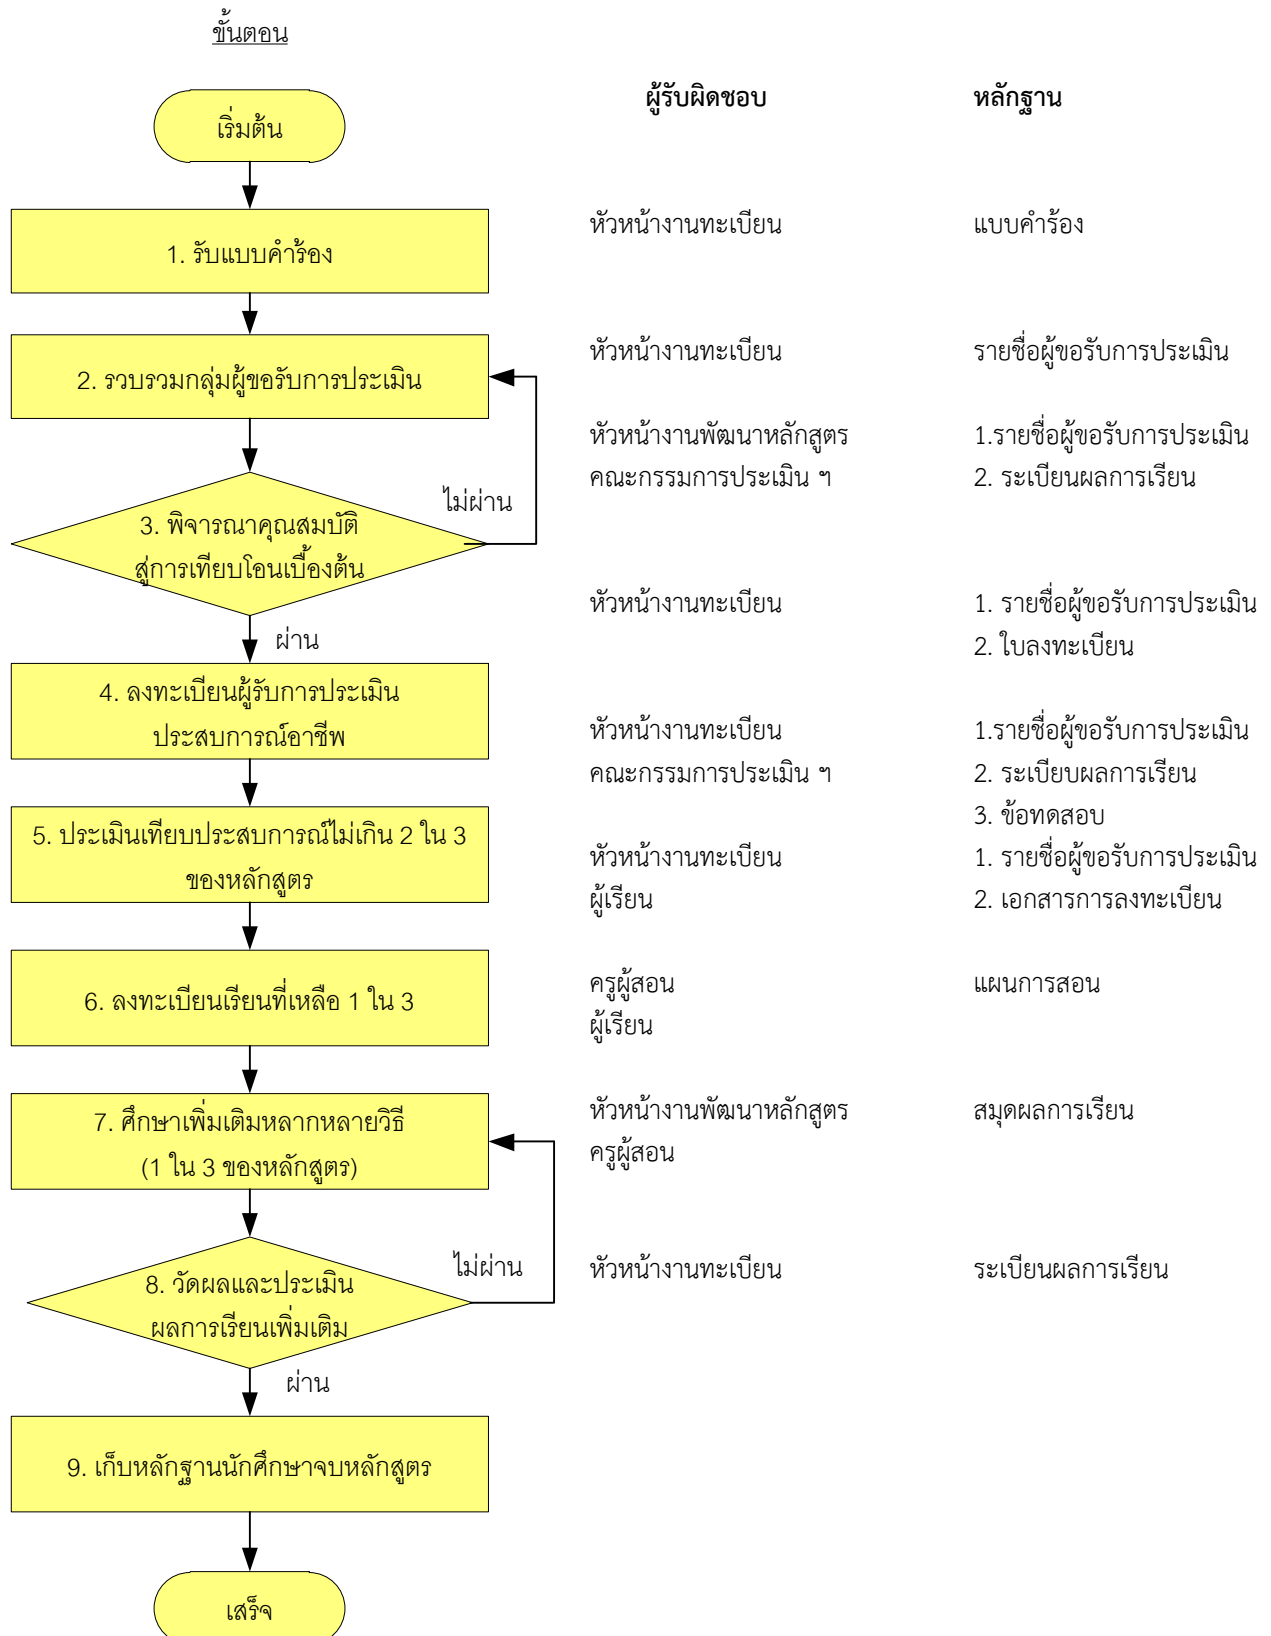 ขั้นตอน
ผู้รับผิดชอบ
หลักฐาน
เริ่มต้น
1. รับแบบคำร้อง
หัวหน้างานทะเบียน
แบบคำร้อง
2. รวบรวมกลุ่มผู้ขอรับการประเมิน
หัวหน้างานทะเบียน
รายชื่อผู้ขอรับการประเมิน
หัวหน้างานพัฒนาหลักสูตร
1.รายชื่อผู้ขอรับการประเมิน
คณะกรรมการประเมิน ฯ
2. ระเบียนผลการเรียน
ไม่ผ่าน
3. พิจารณาคุณสมบัติ
สู่การเทียบโอนเบื้องต้น
หัวหน้างานทะเบียน
1. รายชื่อผู้ขอรับการประเมิน
ผ่าน
2. ใบลงทะเบียน
4. ลงทะเบียนผู้รับการประเมิน
ประสบการณ์อาชีพ
หัวหน้างานทะเบียน
1.รายชื่อผู้ขอรับการประเมิน
คณะกรรมการประเมิน ฯ
2. ระเบียบผลการเรียน
3. ข้อทดสอบ
5. ประเมินเทียบประสบการณ์ไม่เกิน 2 ใน 3
ของหลักสูตร
หัวหน้างานทะเบียน
1. รายชื่อผู้ขอรับการประเมิน
ผู้เรียน
2. เอกสารการลงทะเบียน
6. ลงทะเบียนเรียนที่เหลือ 1 ใน 3
ครูผู้สอน
แผนการสอน
ผู้เรียน
7. ศึกษาเพิ่มเติมหลากหลายวิธี
(1 ใน 3 ของหลักสูตร)
หัวหน้างานพัฒนาหลักสูตร
สมุดผลการเรียน
ครูผู้สอน
ไม่ผ่าน
8. วัดผลและประเมิน
ผลการเรียนเพิ่มเติม
หัวหน้างานทะเบียน
ระเบียนผลการเรียน
ผ่าน
9. เก็บหลักฐานนักศึกษาจบหลักสูตร
เสร็จ